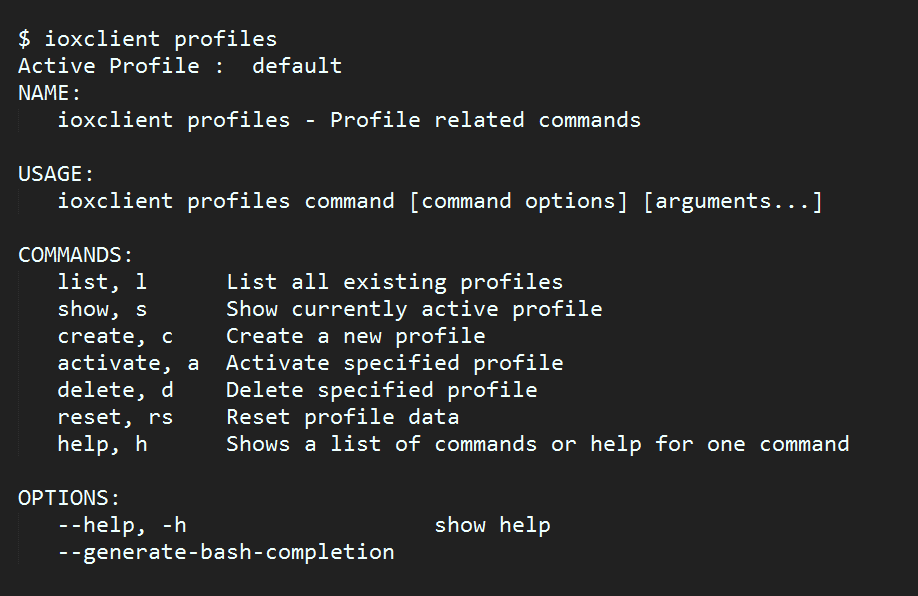 $ ioxclient profiles
Active Profile :  default
NAME:
   ioxclient profiles - Profile related commands

USAGE:
   ioxclient profiles command [command options] [arguments...]

COMMANDS:
   list, l      List all existing profiles
   show, s      Show currently active profile
   create, c    Create a new profile
   activate, a  Activate specified profile
   delete, d    Delete specified profile
   reset, rs    Reset profile data
   help, h      Shows a list of commands or help for one command

OPTIONS:
   --help, -h                   show help
   --generate-bash-completion